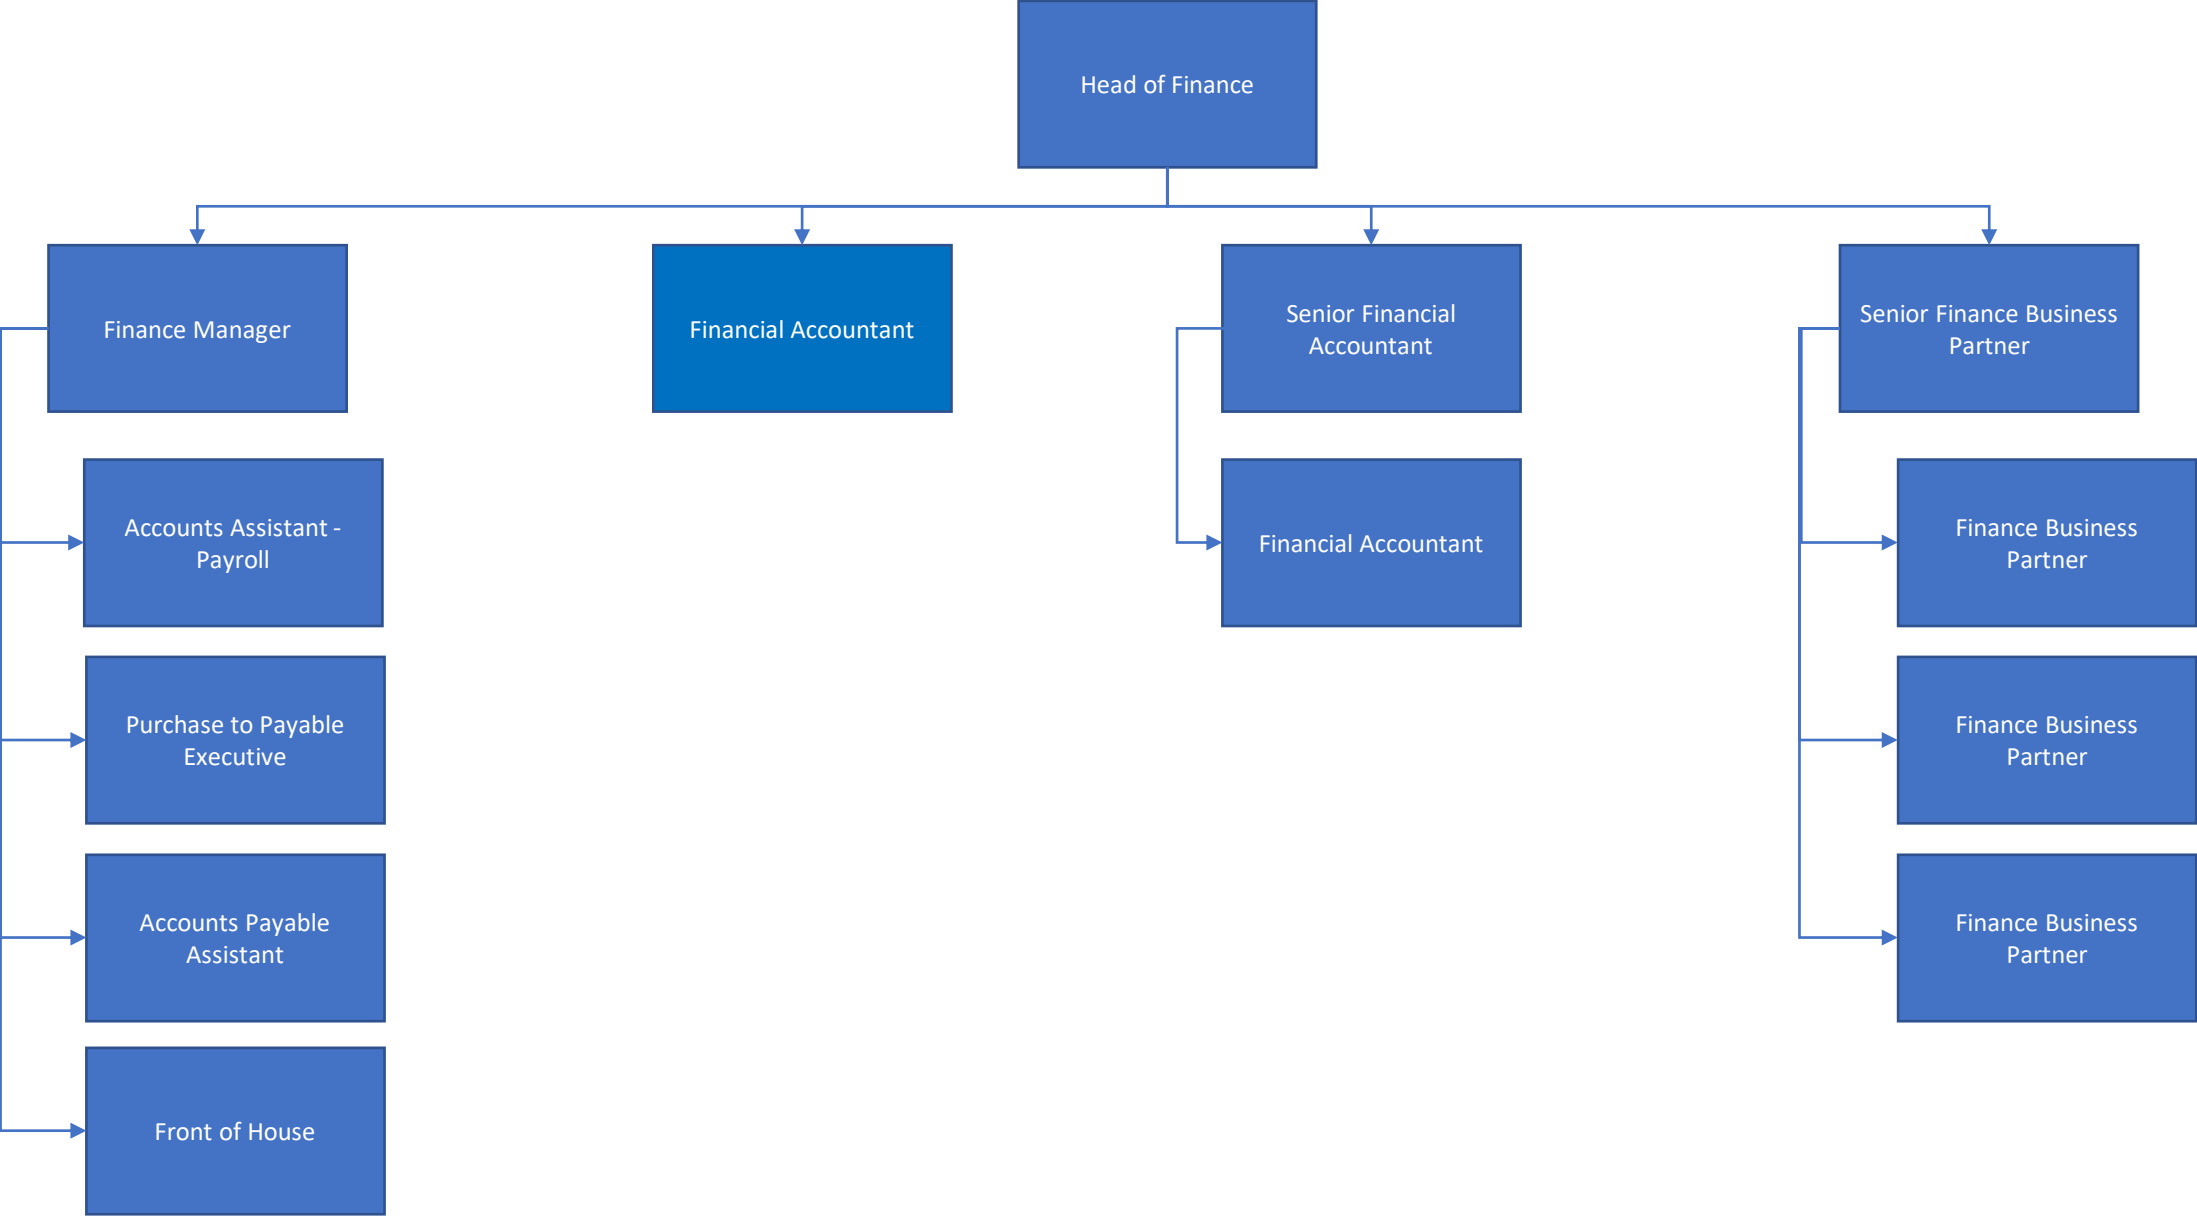 Head of Finance
Finance Manager
Financial Accountant
Senior Financial
Accountant
Senior Finance Business
Partner
Accounts Assistant -
Payroll
Financial Accountant
Finance Business
Partner
Purchase to Payable
Executive
Finance Business
Partner
Accounts Payable
Assistant
Finance Business
Partner
Front of House